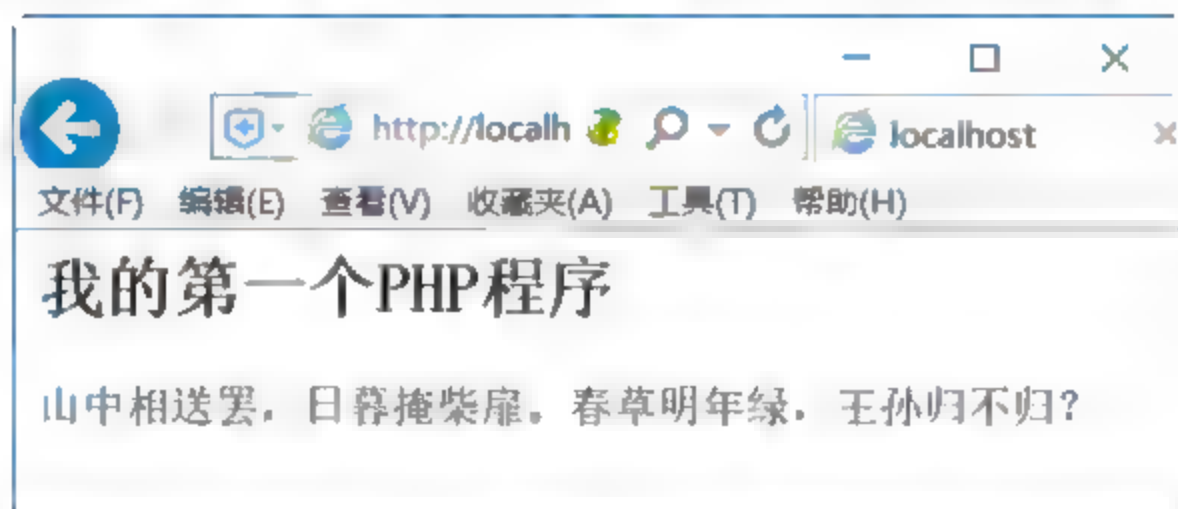 http://localh
localhost
文件(F) 编辑(E) 查看(V) 收藏夹(A) 工具(T) 帮助(H)
我的第一个PHP程序
山中相送罢，日暮掩柴扉。春草明年绿，王孙归不归？